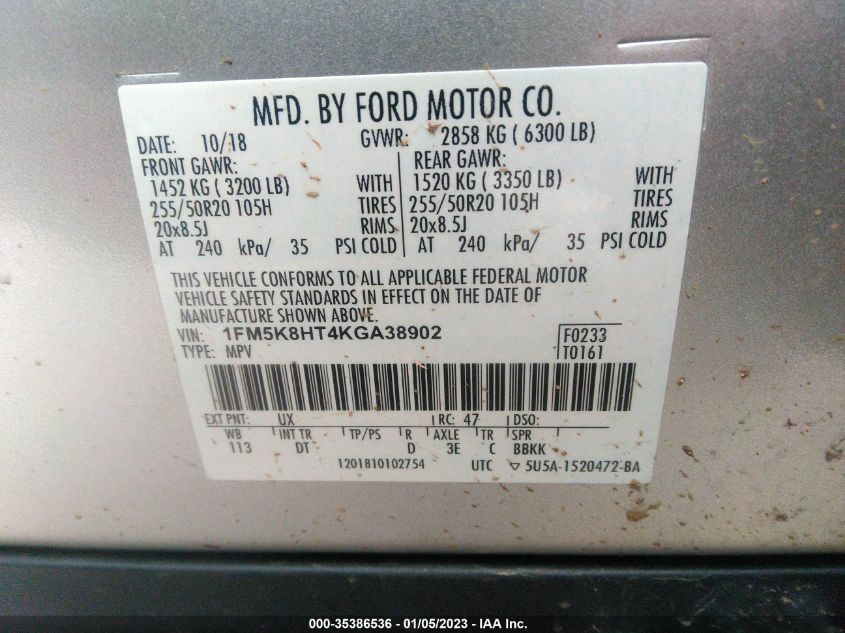 MFD. BY FORD MOTOR CO.
DATE: 10/18 GVWR: 2858 KG ( 6300 LB)
FRONT GAWR: REAR GAWR:
1452 KG ( 3200 LB) WITH 1520 KG ( 3350 LB) WITH
255/50R20 105H TIRES 255/50R20 105H TIRES
20x8.5J RIMS 20x8.5J RIMS
AT 240 kPa/ 35 PSI COLD AT 240 kPa/ 35 PSI COLD
THIS VEHICLE CONFORMS TO ALL APPLICABLE FEDERAL MOTOR
VEHICLE SAFETY STANDARDS IN EFFECT ON THE DATE OF
MANUFACTURE SHOWN ABOVE.
VIN: 1FM5K8HT4KGA38902 F0233
TYPE: MPV T0161
EXT PNT: UX RC: 47 DSO:
WB INT TR TP/PS R AXLE TR SPR
113 DT D 3E C BBKK
1201810102754 UTC ▽ 5U5A-1520472-BA
000-35386536 - 01/05/2023 - IAA Inc.